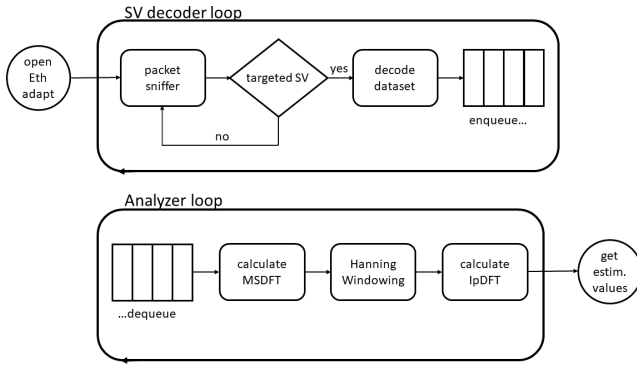 SV decoder loop
open
Eth
adapt
packet
sniffer
targeted SV
yes
decode
dataset
no
enqueue...
Analyzer loop
...dequeue
calculate
MSDFT
Hanning
Windowing
calculate
IpDFT
get
estim.
values